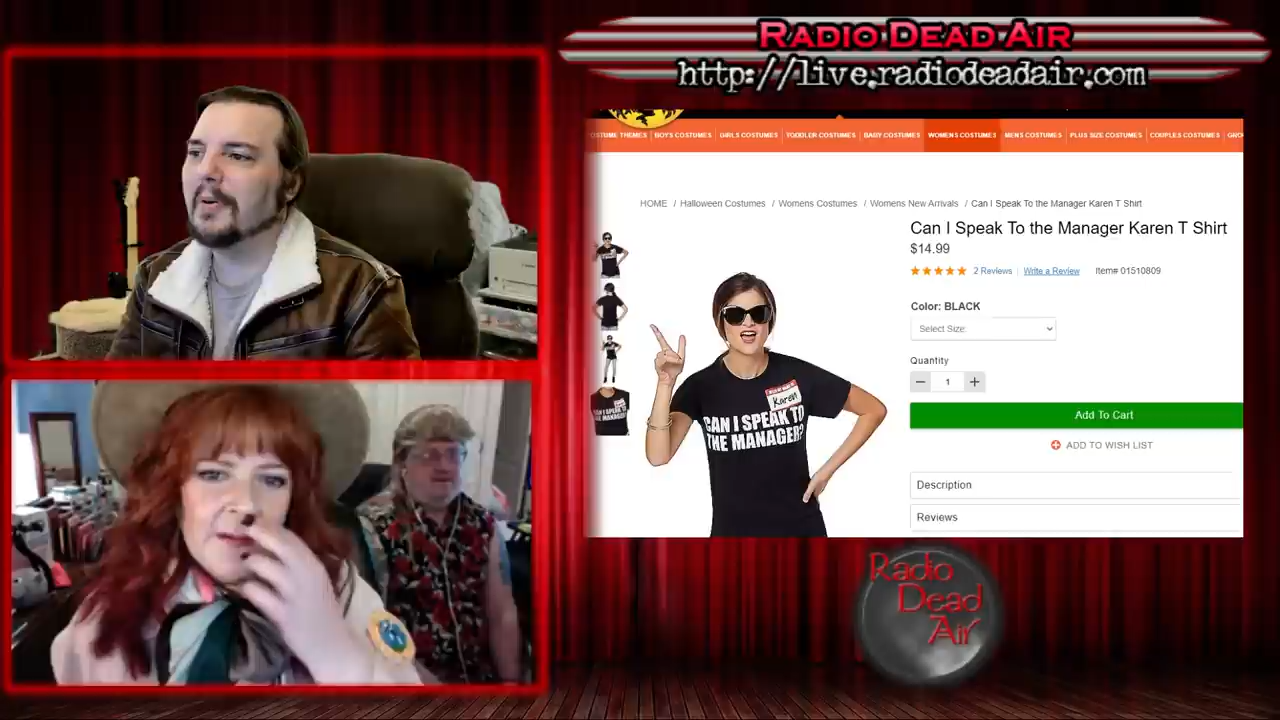 RADIO DEAD AIR
http://live.radiodeadair.com
OSTUME THEMES | BOYS COSTUMES | GIRLS COSTUMES | TODDLER COSTUMES | BABY COSTUMES | WOMENS COSTUMES | MENS COSTUMES | PLUS SIZE COSTUMES | COUPLES COSTUMES | GRO
HOME / Halloween Costumes / Womens Costumes / Womens New Arrivals / Can I Speak To the Manager Karen T Shirt
Can I Speak To the Manager Karen T Shirt
$14.99
2 Reviews | Write a Review Item# 01510809
Color: BLACK
Select Size:
Quantity
1
Add To Cart
ADD TO WISH LIST
Description
Reviews
Karen
CAN I SPEAK TO
THE MANAGER?
Radio
Dead
Air